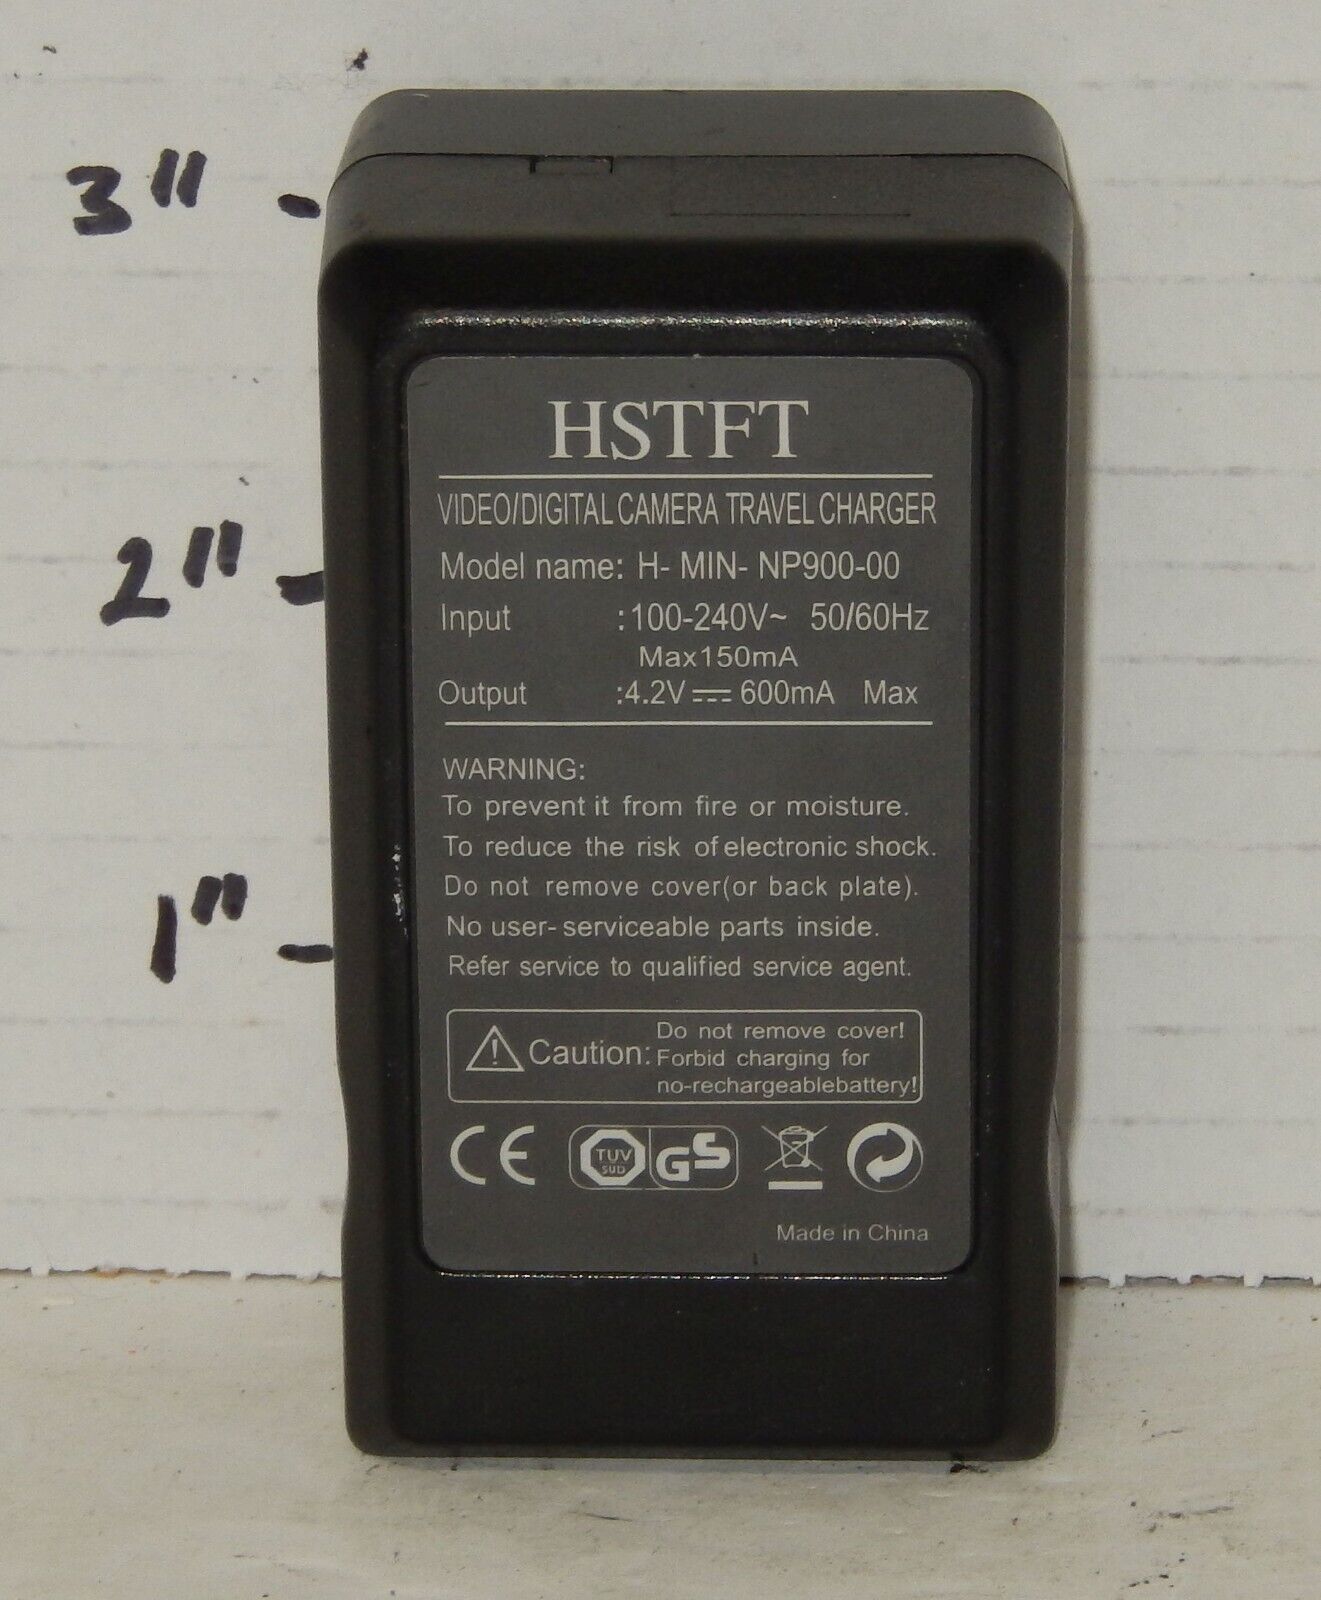 3"
HSTFT
VIDEO/DIGITAL CAMERA TRAVEL CHARGER
2"
Model name: H- MIN- NP900-00
Input :100-240V~ 50/60Hz
Max150mA
Output :4.2V⎓ 600mA Max
WARNING:
To prevent it from fire or moisture.
To reduce the risk of electronic shock.
Do not remove cover(or back plate).
1"
No user- serviceable parts inside.
Refer service to qualified service agent.
Caution: Do not remove cover!
Forbid charging for
no-rechargeablebattery!
CE TUV SUD GS
Made in China